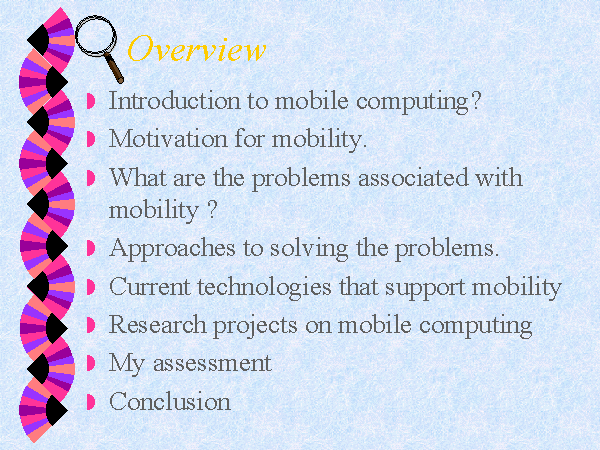 Overview
Introduction to mobile computing?
Motivation for mobility.
What are the problems associated with
mobility ?
Approaches to solving the problems.
Current technologies that support mobility
Research projects on mobile computing
My assessment
Conclusion